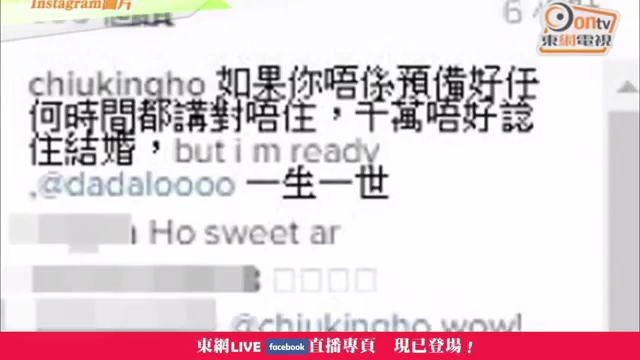 Instagram圖片
ontv
東網電視
chiukingho 如果你唔係預備好任
何時間都講對唔住，千萬唔好諗
住結婚，but i m ready
,@dadaloooo 一生一世
Ho sweet ar
@chiukingho wow!
東網LIVE facebook 直播專頁 現已登場！